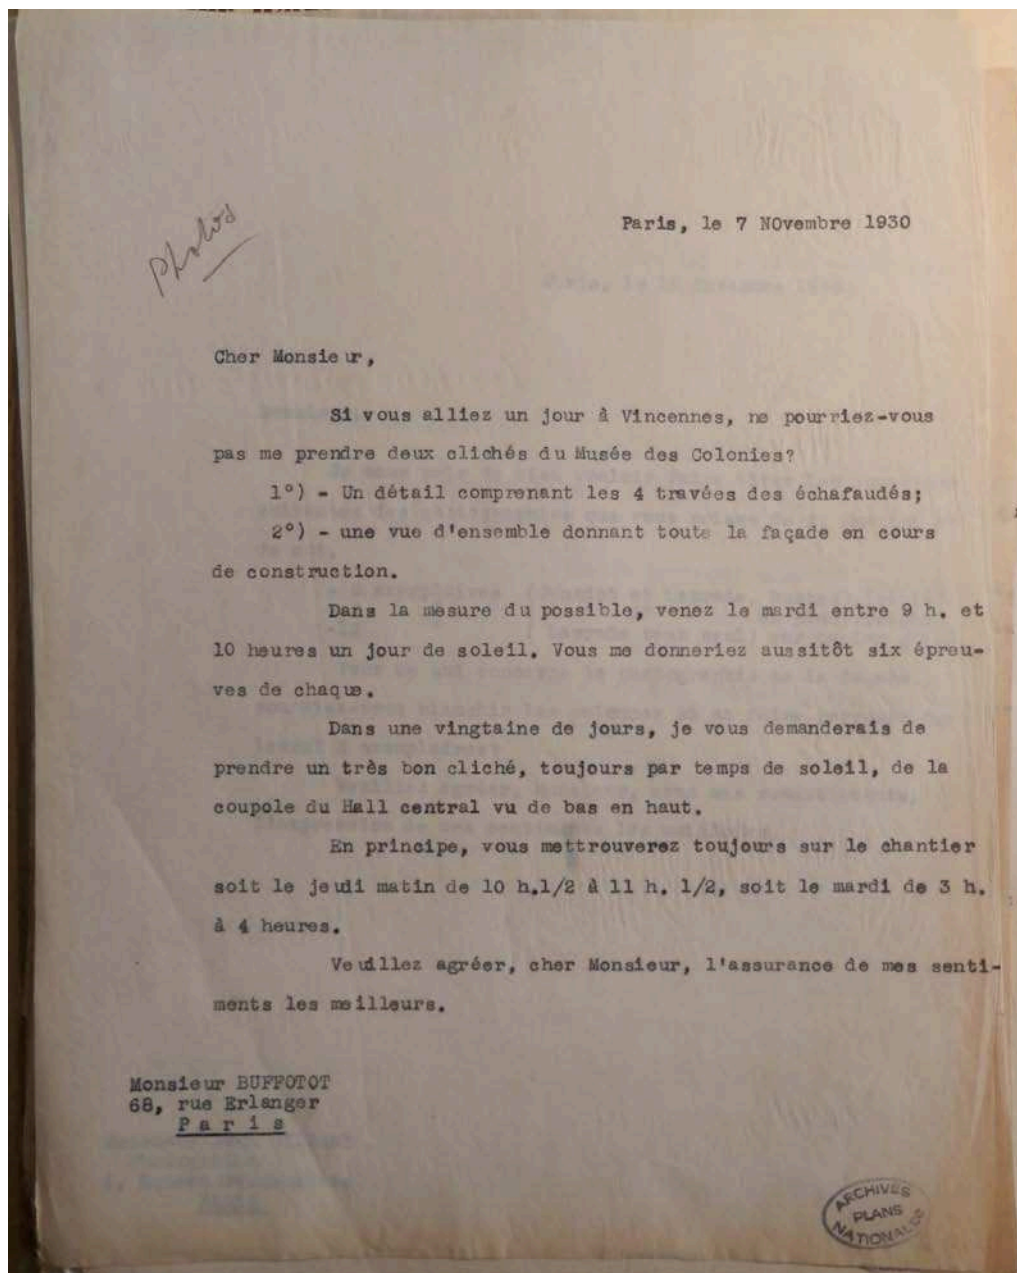 Photos
Paris, le 7 NOvembre 1930
Cher Monsieur,
Si vous alliez un jour à Vincennes, ne pourriez-vous
pas me prendre deux clichés du Musée des Colonies?
1°) - Un détail comprenant les 4 travées des échafaudés;
2°) - une vue d'ensemble donnant toute la façade en cours
de construction.
Dans la mesure du possible, venez le mardi entre 9 h. et
10 heures un jour de soleil. Vous me donneriez aussitôt six épreu-
ves de chaque.
Dans une vingtaine de jours, je vous demanderais de
prendre un très bon cliché, toujours par temps de soleil, de la
coupole du Hall central vu de bas en haut.
En principe, vous mettrouverez toujours sur le chantier
soit le jeudi matin de 10 h.1/2 à 11 h. 1/2, soit le mardi de 3 h.
à 4 heures.
Veuillez agréer, cher Monsieur, l'assurance de mes senti-
ments les meilleurs.
Monsieur BUFFOTOT
68, rue Erlanger
Paris
ARCHIVES
PLANS
NATIONALES